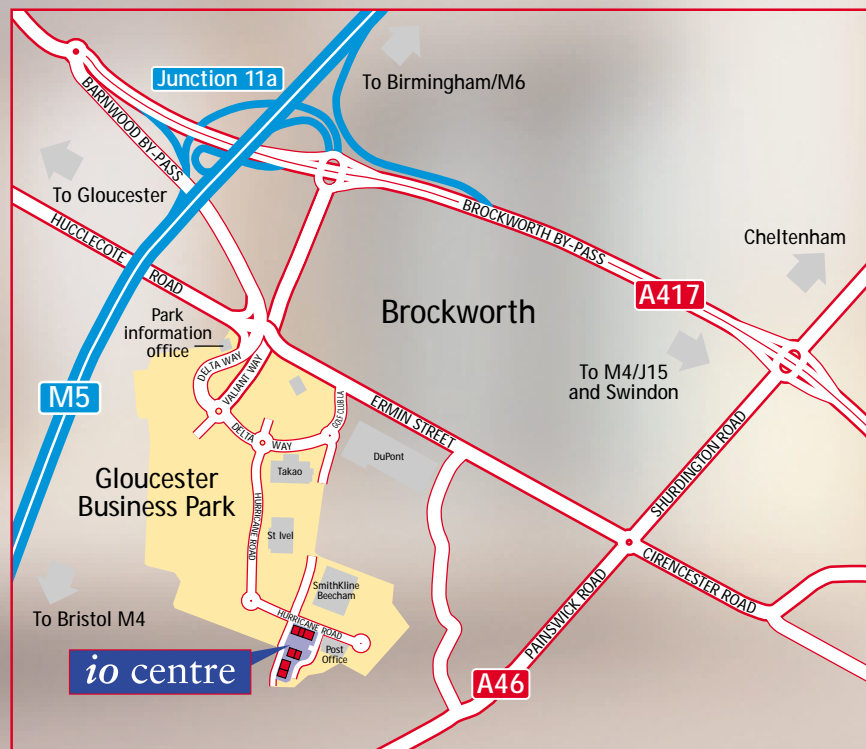 Junction 11a
To Birmingham/M6
BARNWOOD BY-PASS
To Gloucester
HUCCLECOTE ROAD
BROCKWORTH BY-PASS
Cheltenham
A417
Park
information
office
Brockworth
To M4/J15
and Swindon
M5
DELTA WAY
VALIANT WAY
GOLF CLUB LA
ERMIN STREET
DELTA WAY
DuPont
SHURDINGTON ROAD
Takao
Gloucester
Business Park
HURRICANE ROAD
St Ivel
CIRENCESTER ROAD
SmithKline
Beecham
PAINSWICK ROAD
To Bristol M4
HURRICANE ROAD
Post
Office
io centre
A46